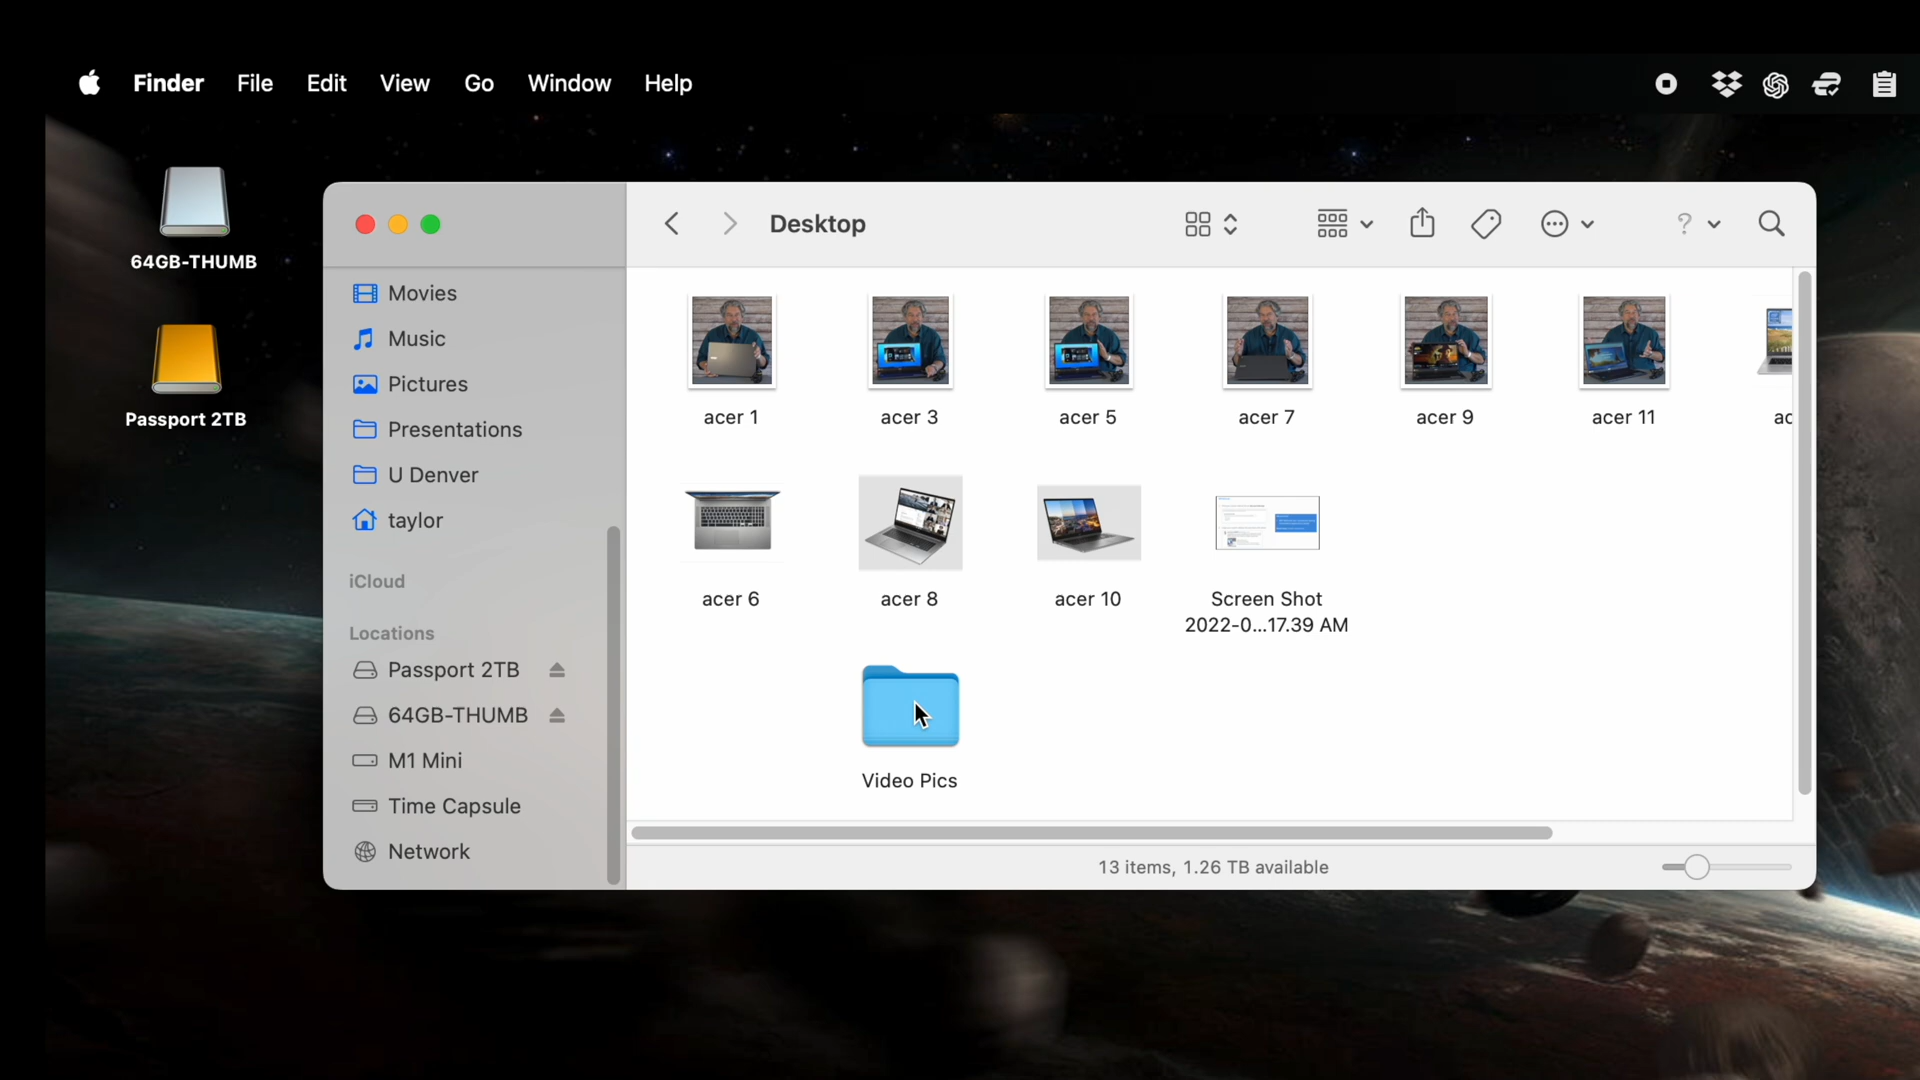 Finder File Edit View Go Window Help
64GB-THUMB
Passport 2TB
Desktop
?
Movies
Music
Pictures
Presentations
U Denver
taylor
iCloud
Locations
Passport 2TB
64GB-THUMB
M1 Mini
Time Capsule
Network
acer 1 acer 3 acer 5 acer 7 acer 9 acer 11 ac
acer 6 acer 8 acer 10 Screen Shot
2022-0...17.39 AM
Video Pics
13 items, 1.26 TB available